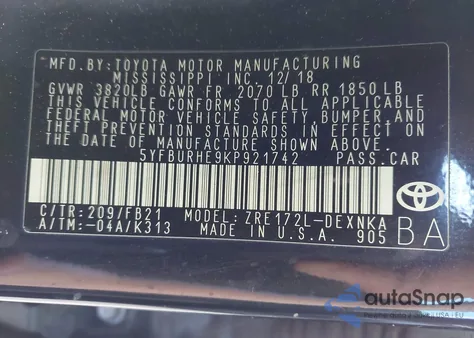 MFD.BY: TOYOTA MOTOR MANUFACTURING
MISSISSIPPI INC. 12/18
GVWR 3820LB GAWR FR 2070 LB RR 1850 LB
THIS VEHICLE CONFORMS TO ALL APPLICABLE
FEDERAL MOTOR VEHICLE SAFETY, BUMPER, AND
THEFT PREVENTION STANDARDS IN EFFECT ON
THE DATE OF MANUFACTURE SHOWN ABOVE.
5YFBURHE9KP921742 PASS.CAR
C/TR: 209/FB21 MODEL: ZRE172L-DEXNKA
A/TM:-04A/K313 MADE IN U.S.A. 905 BA
TOYOTA
autoSnap